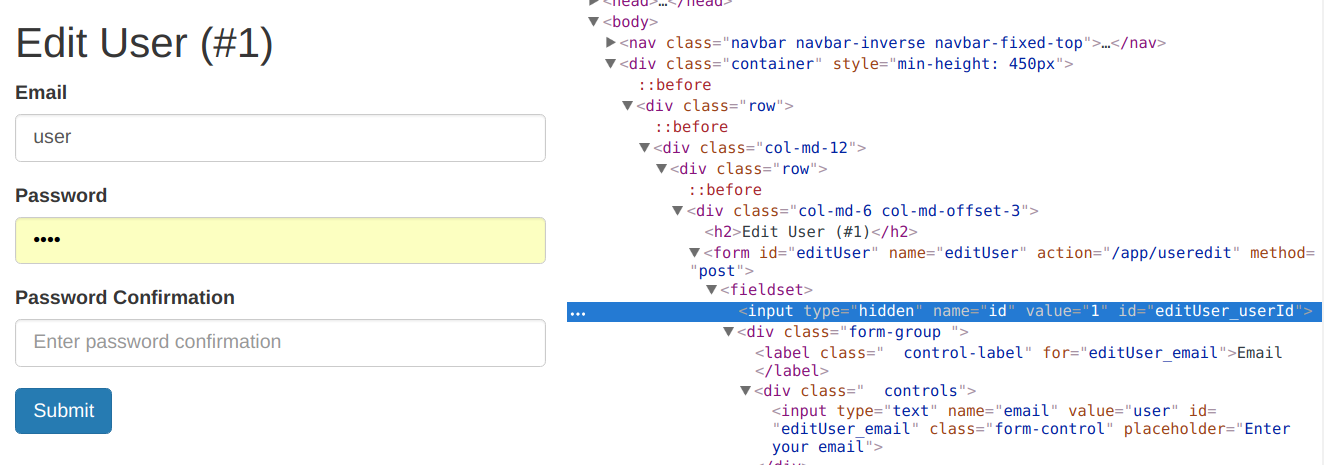 Edit User (#1)
Email
user
Password
••••
Password Confirmation
Enter password confirmation
Submit
<head>…</head>
<body>
<nav class="navbar navbar-inverse navbar-fixed-top">…</nav>
<div class="container" style="min-height: 450px">
::before
<div class="row">
::before
<div class="col-md-12">
<div class="row">
::before
<div class="col-md-6 col-md-offset-3">
<h2>Edit User (#1)</h2>
<form id="editUser" name="editUser" action="/app/useredit" method=
"post">
<fieldset>
… <input type="hidden" name="id" value="1" id="editUser_userId">
<div class="form-group ">
<label class="  control-label" for="editUser_email">Email
</label>
<div class="  controls">
<input type="text" name="email" value="user" id=
"editUser_email" class="form-control" placeholder="Enter
your email">
</div>